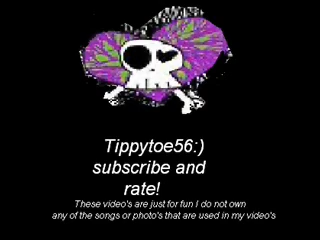 Tippytoe56:)
subscribe and
rate!
These video's are just for fun I do not own
any of the songs or photo's that are used in my video's